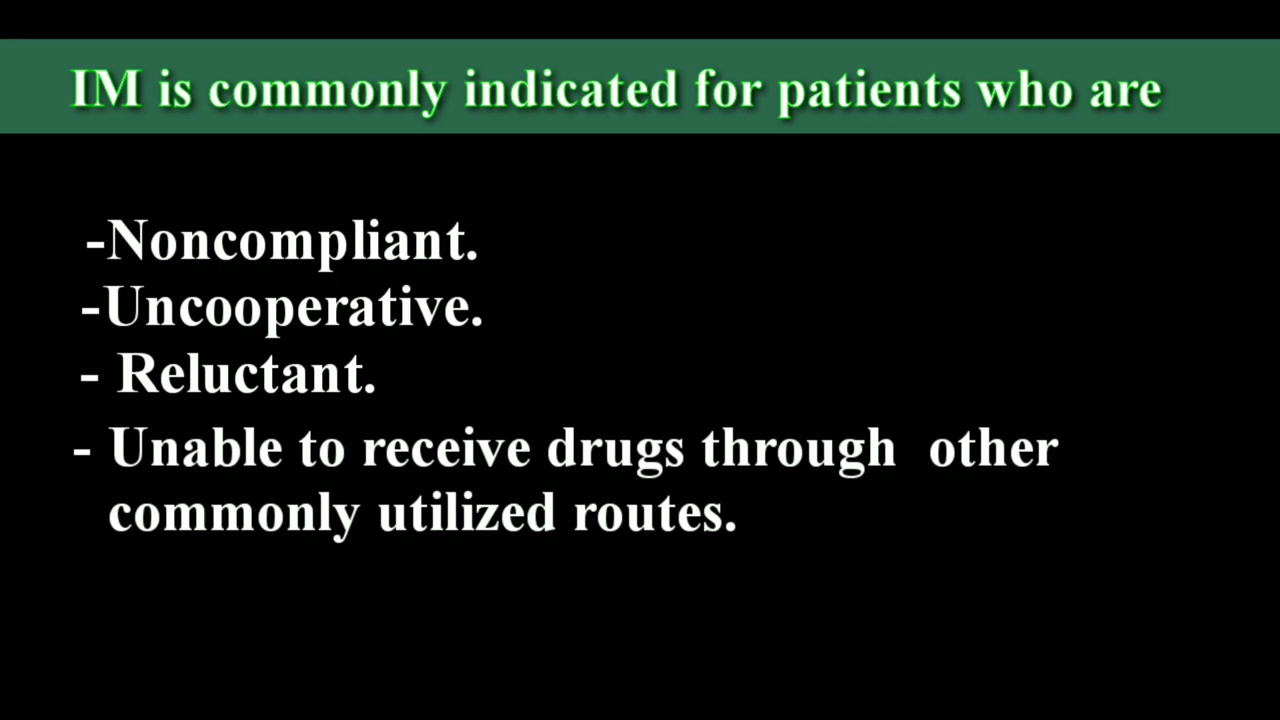 IM is commonly indicated for patients who are
-Noncompliant.
-Uncooperative.
- Reluctant.
- Unable to receive drugs through  other
commonly utilized routes.